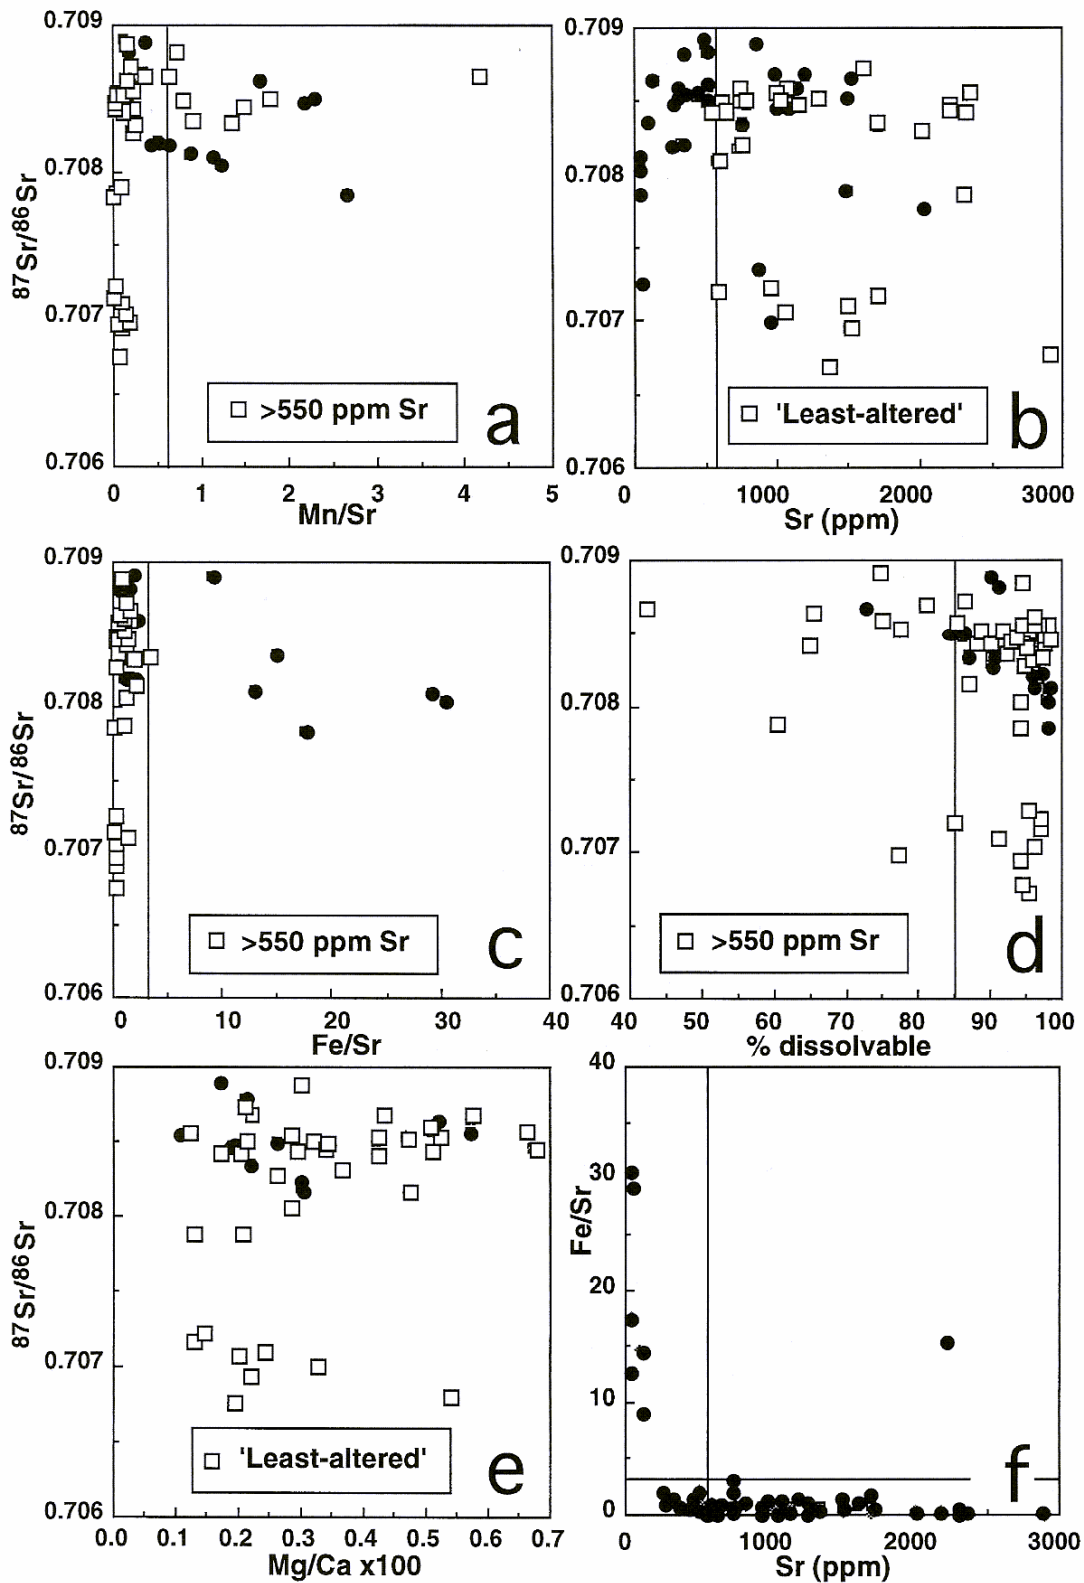 0.709
0.708
0.707
0.706
87Sr/86Sr
0 1 2 3 4 5
Mn/Sr
>550 ppm Sr
a
0.709
0.708
0.707
0.706
0 1000 2000 3000
Sr (ppm)
'Least-altered'
b
0.709
0.708
0.707
0.706
87Sr/86Sr
0 10 20 30 40
Fe/Sr
>550 ppm Sr
c
0.709
0.708
0.707
0.706
40 50 60 70 80 90 100
% dissolvable
>550 ppm Sr
d
0.709
0.708
0.707
0.706
87Sr/86Sr
0.0 0.1 0.2 0.3 0.4 0.5 0.6 0.7
Mg/Ca x100
'Least-altered'
e
40
30
20
10
0
Fe/Sr
0 1000 2000 3000
Sr (ppm)
f